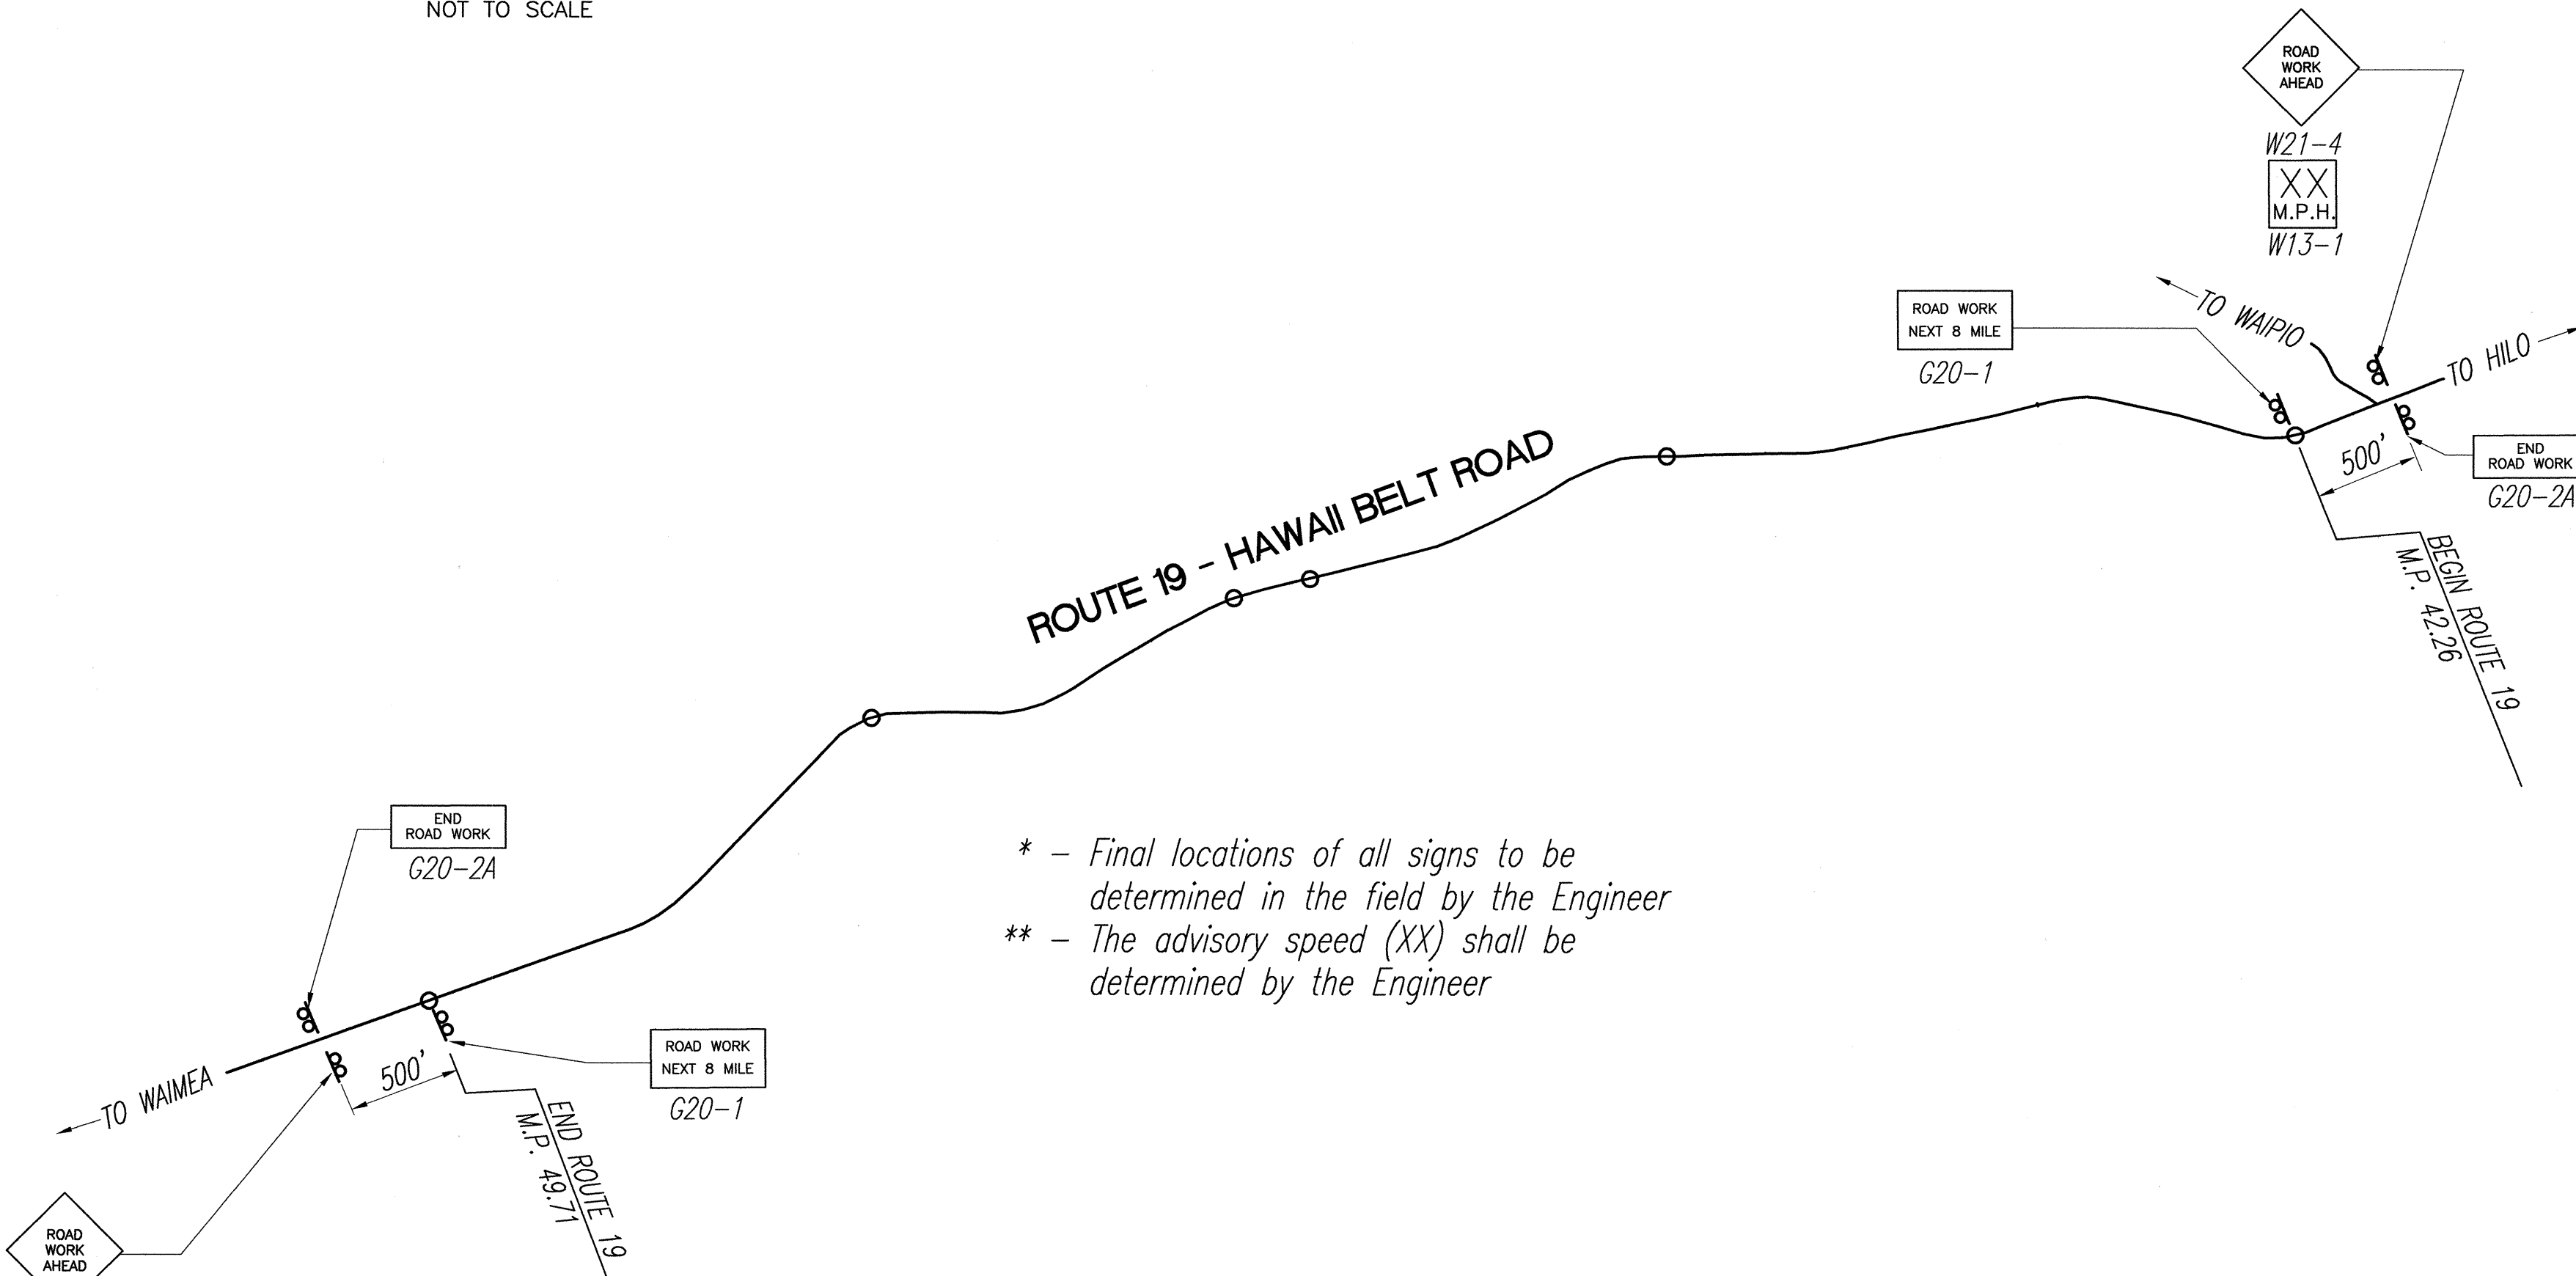 NOT TO SCALE
ROAD
WORK
AHEAD
W21-4
XX
M.P.H.
W13-1
ROAD WORK
NEXT 8 MILE
G20-1
TO WAIPIO
TO HILO
500'
END
ROAD WORK
G20-2A
BEGIN ROUTE 19
M.P. 42.26
ROUTE 19 - HAWAII BELT ROAD
END
ROAD WORK
G20-2A
* - Final locations of all signs to be
determined in the field by the Engineer
** - The advisory speed (XX) shall be
determined by the Engineer
TO WAIMEA
500'
ROAD WORK
NEXT 8 MILE
G20-1
END ROUTE 19
M.P. 49.71
ROAD
WORK
AHEAD